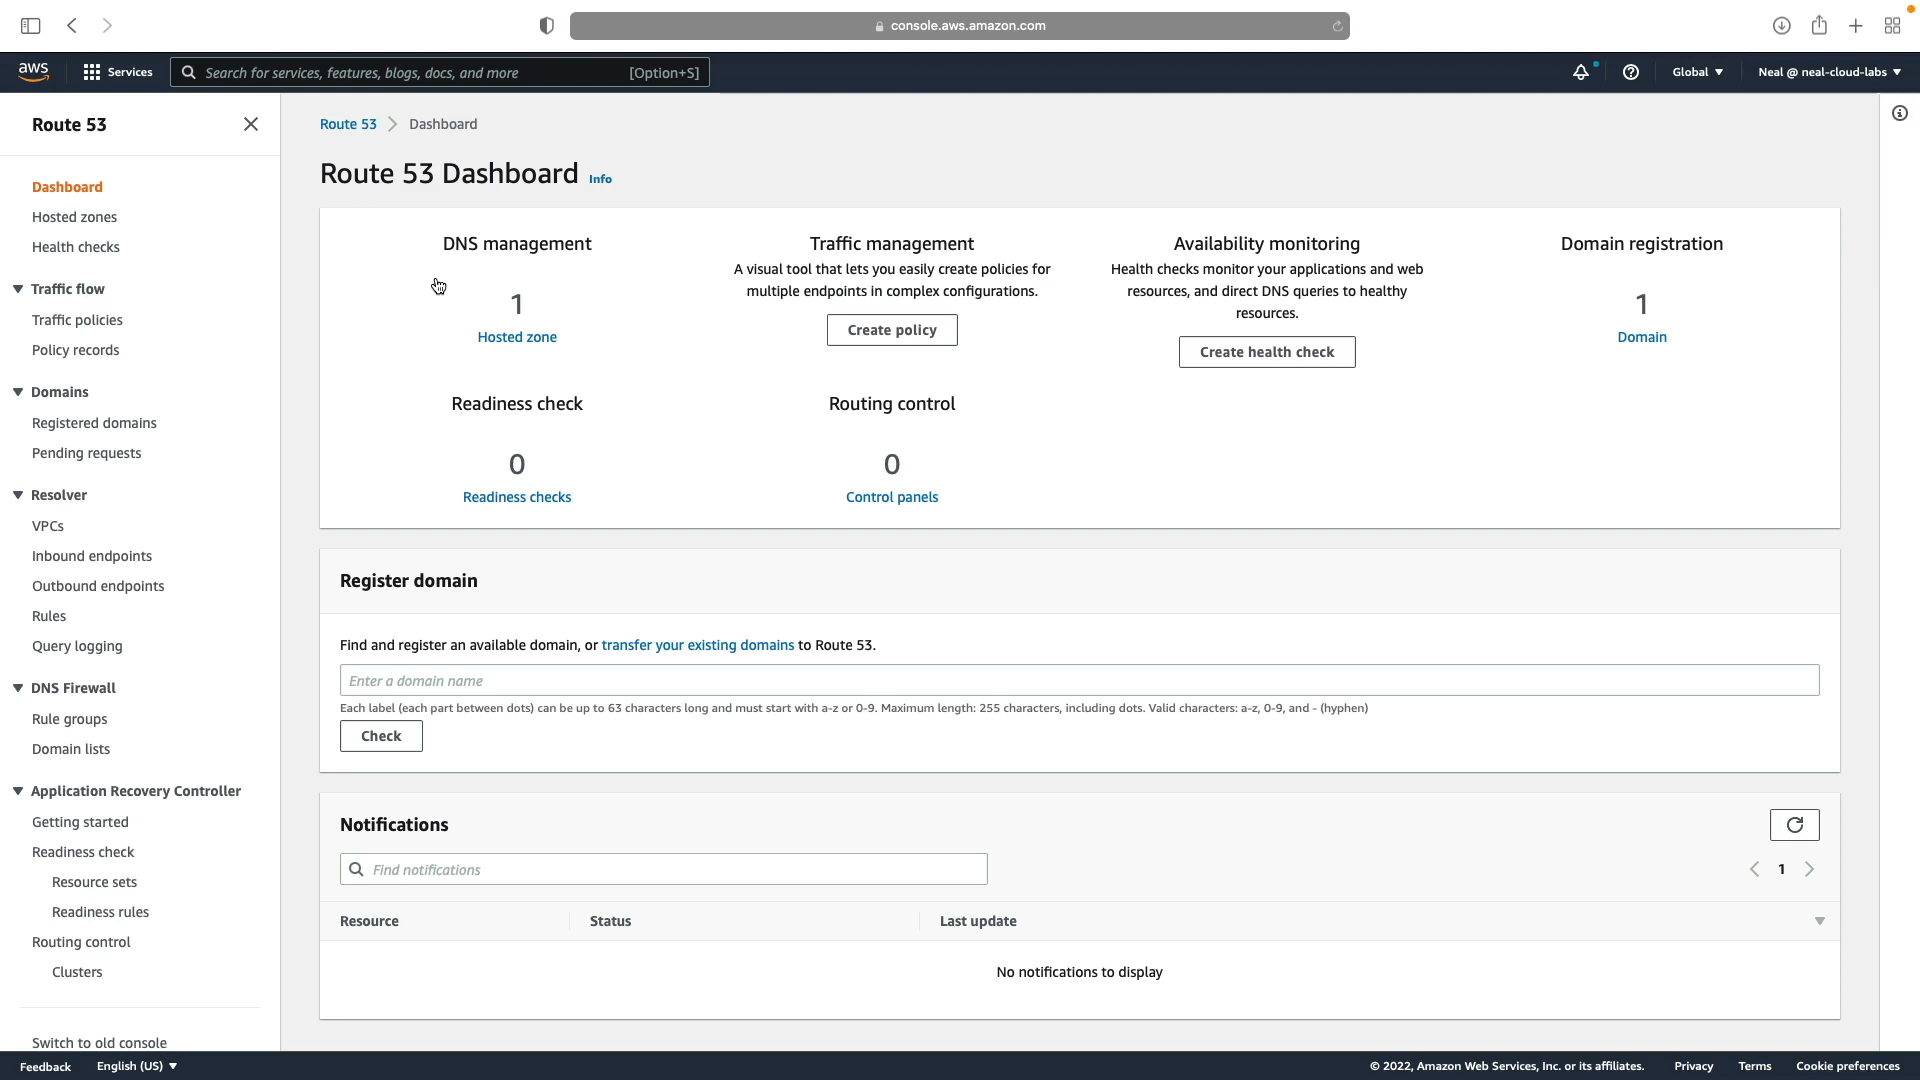 console.aws.amazon.com
aws
Services
Search for services, features, blogs, docs, and more
[Option+S]
Global
Neal @ neal-cloud-labs
Route 53
Dashboard
Hosted zones
Health checks
Traffic flow
Traffic policies
Policy records
Domains
Registered domains
Pending requests
Resolver
VPCs
Inbound endpoints
Outbound endpoints
Rules
Query logging
DNS Firewall
Rule groups
Domain lists
Application Recovery Controller
Getting started
Readiness check
Resource sets
Readiness rules
Routing control
Clusters
Switch to old console
Route 53
Dashboard
Route 53 Dashboard
Info
DNS management
1
Hosted zone
Traffic management
A visual tool that lets you easily create policies for
multiple endpoints in complex configurations.
Create policy
Availability monitoring
Health checks monitor your applications and web
resources, and direct DNS queries to healthy
resources.
Create health check
Domain registration
1
Domain
Readiness check
0
Readiness checks
Routing control
0
Control panels
Register domain
Find and register an available domain, or transfer your existing domains to Route 53.
Enter a domain name
Each label (each part between dots) can be up to 63 characters long and must start with a-z or 0-9. Maximum length: 255 characters, including dots. Valid characters: a-z, 0-9, and - (hyphen)
Check
Notifications
Find notifications
1
Resource
Status
Last update
No notifications to display
Feedback
English (US)
© 2022, Amazon Web Services, Inc. or its affiliates.
Privacy
Terms
Cookie preferences